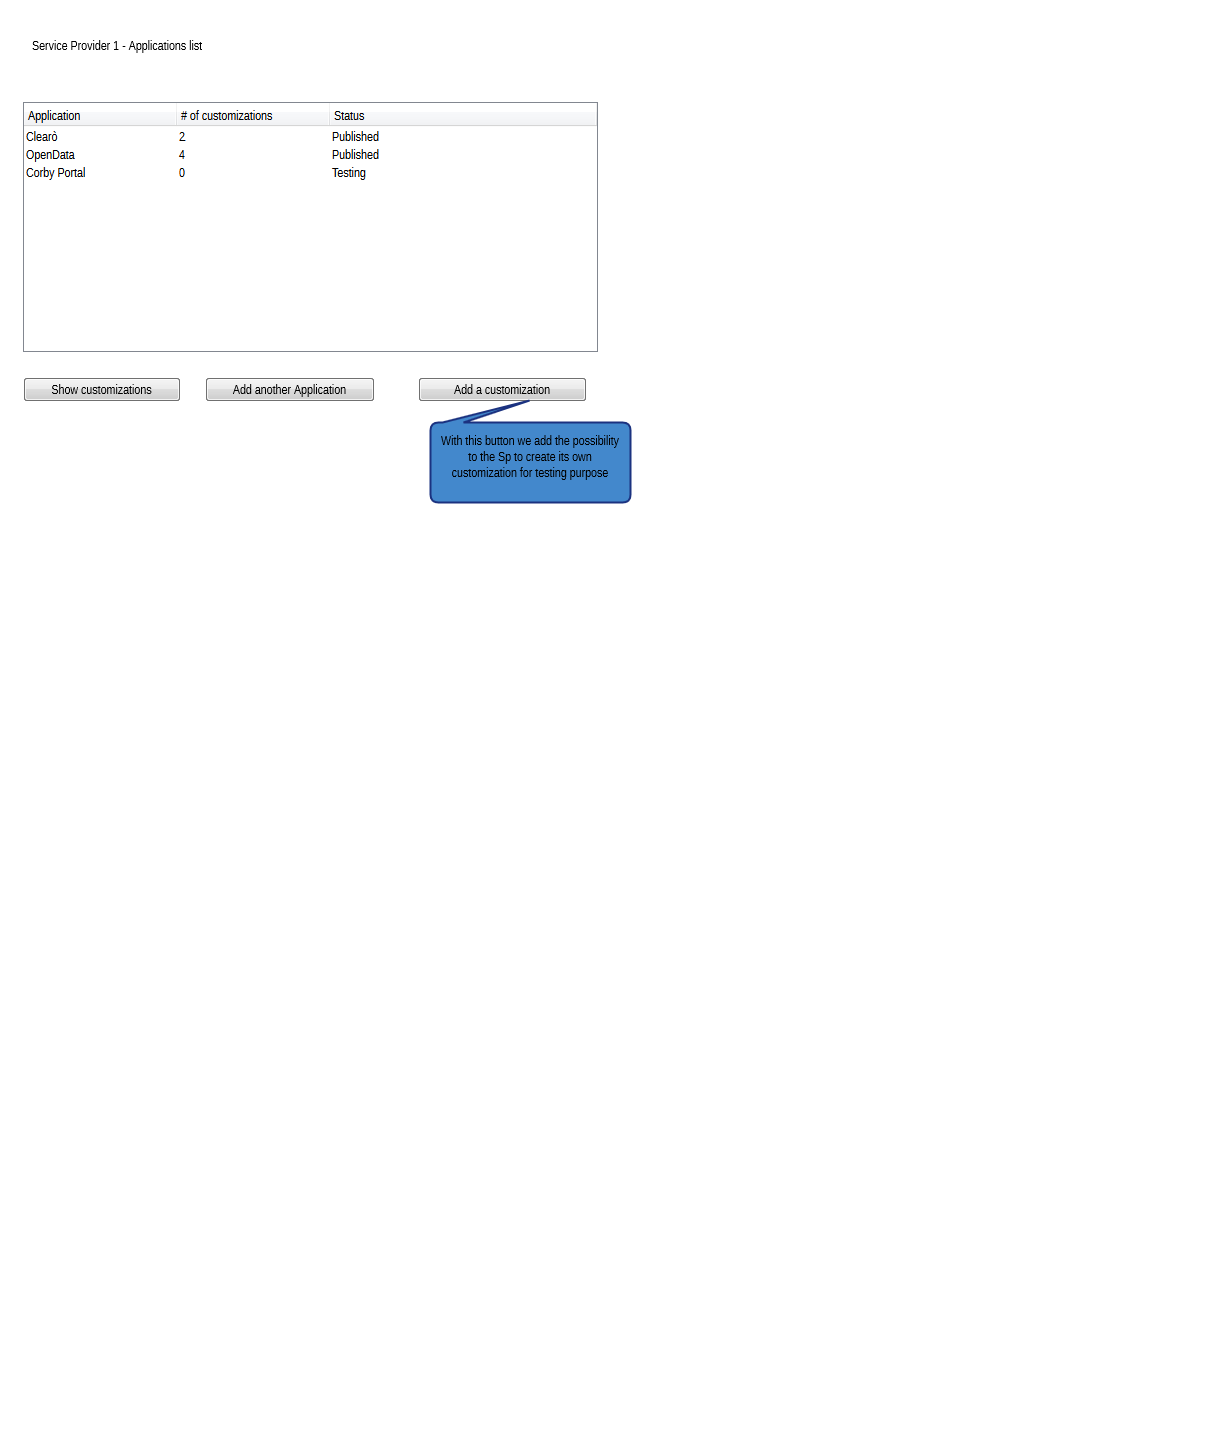 Service Provider 1 - Applications list
Application # of customizations Status
Clearò 2 Published
OpenData 4 Published
Corby Portal 0 Testing
Show customizations Add another Application Add a customization
With this button we add the possibility
to the Sp to create its own
customization for testing purpose